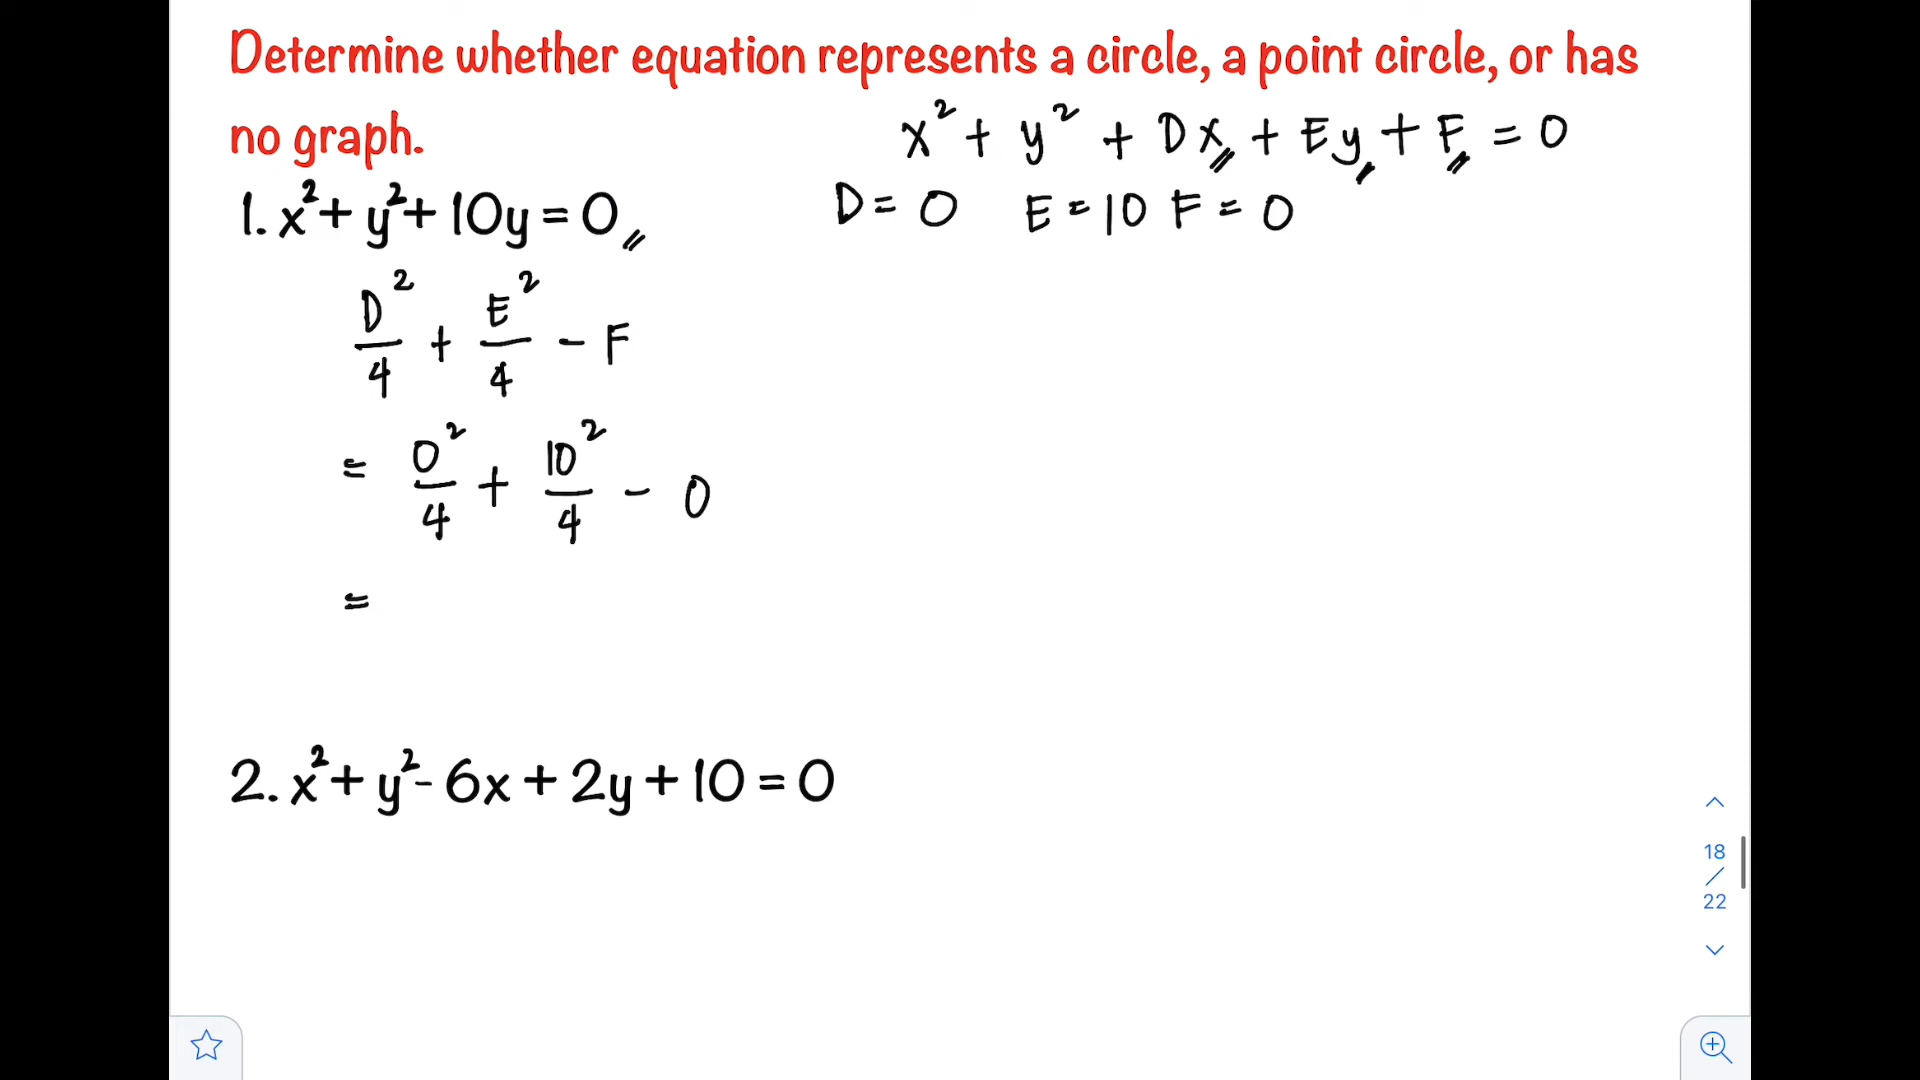 Determine whether equation represents a circle, a point circle, or has
no graph.
x² + y² + Dx + Ey + F = 0
1. x² + y² + 10y = 0
D = 0 E = 10 F = 0
D²/4 + E²/4 - F
= 0²/4 + 10²/4 - 0
=
2. x² + y² - 6x + 2y + 10 = 0
18
/
22